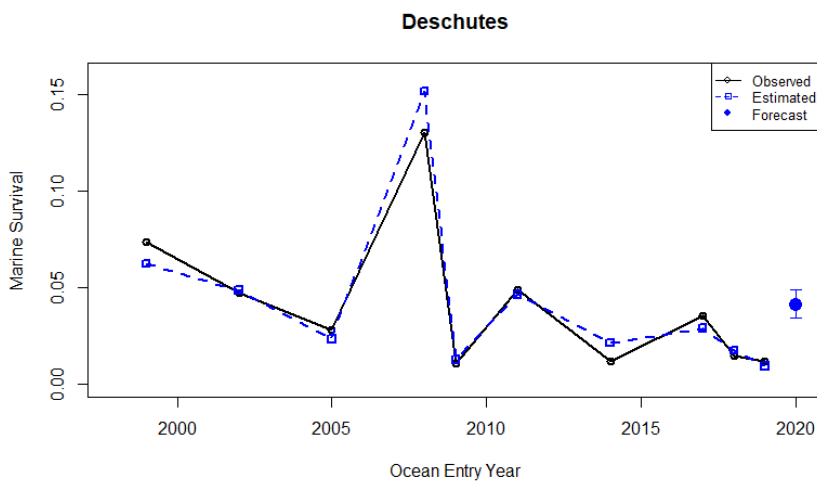 Deschutes
Observed
Estimated
Forecast
0.15
0.10
0.05
0.00
Marine Survival
2000
2005
2010
2015
2020
Ocean Entry Year